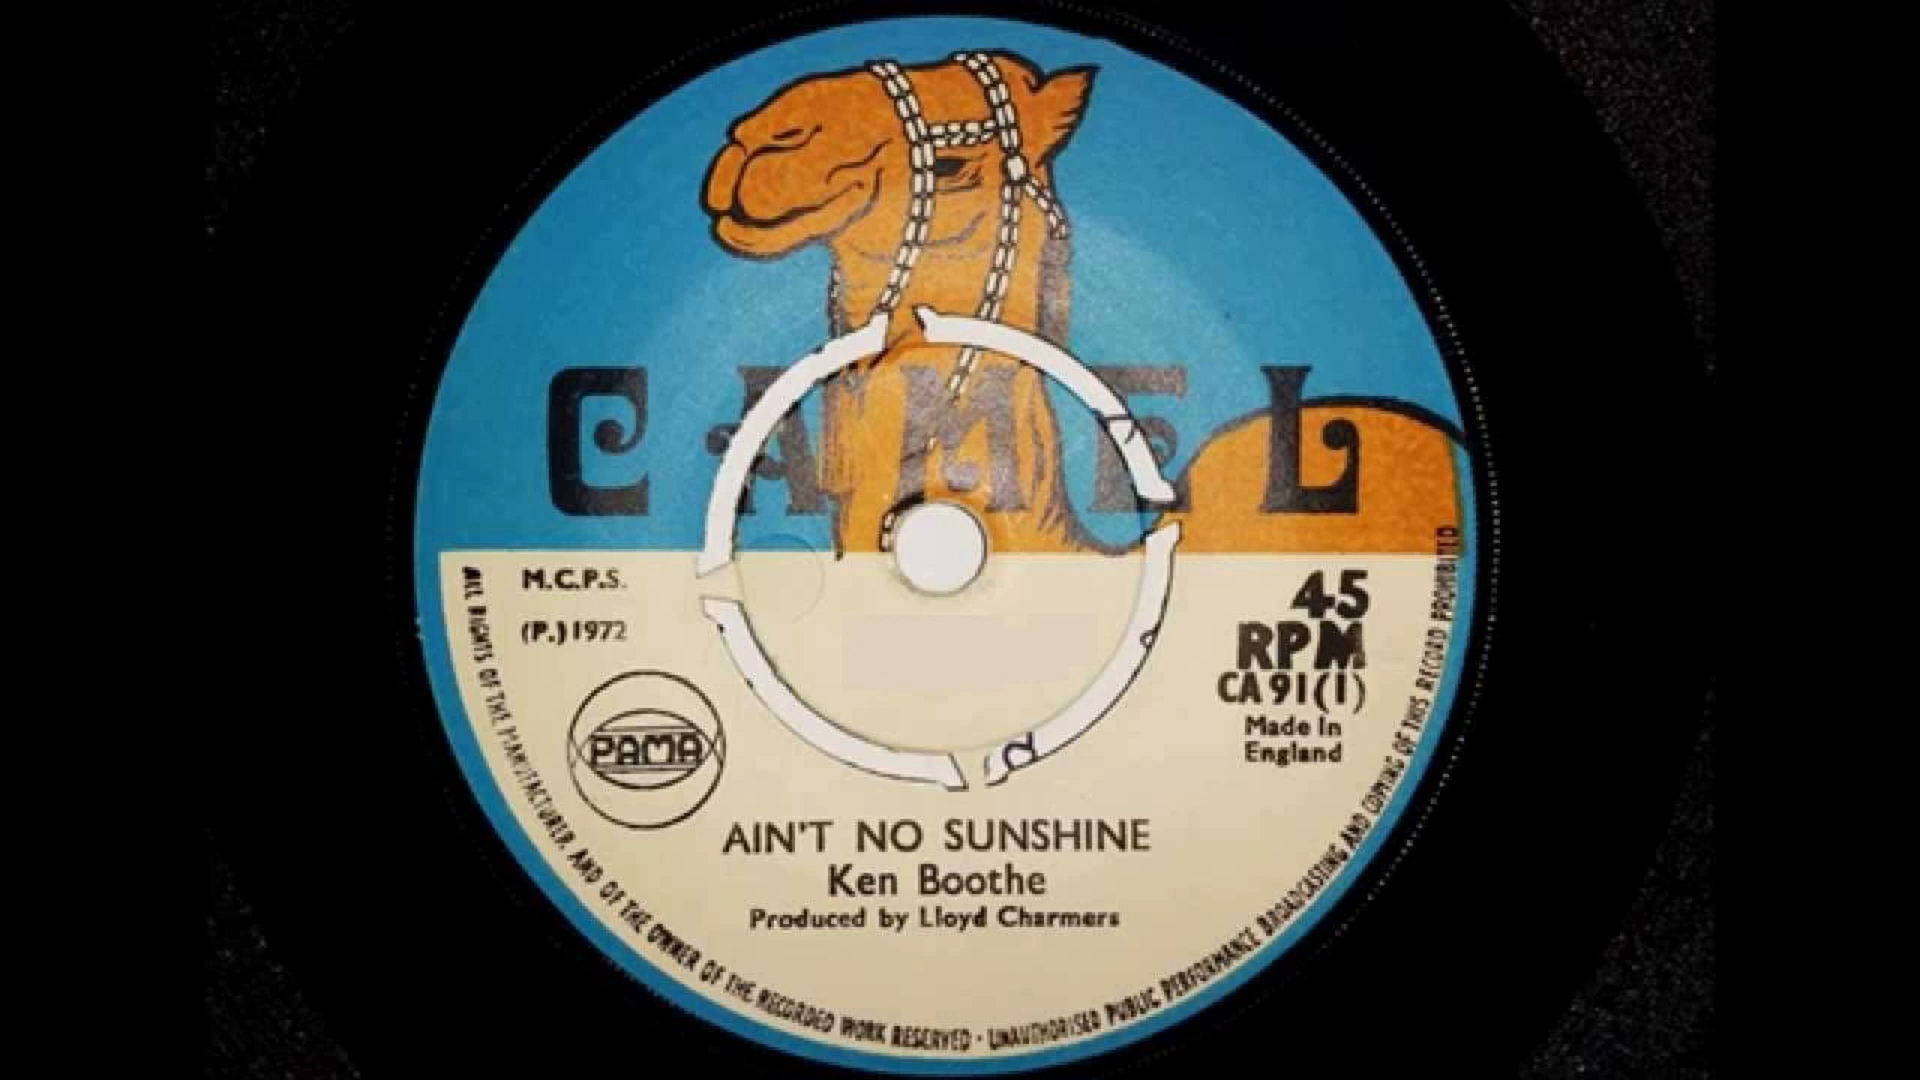 CAMEL
M.C.P.S.
(P.) 1972
PAMA
45
RPM
CA 91(1)
Made In
England
AIN'T NO SUNSHINE
Ken Boothe
Produced by Lloyd Charmers
ALL RIGHTS OF THE MANUFACTURER, AND OF THE OWNER OF THE RECORDED WORK RESERVED · UNAUTHORISED PUBLIC PERFORMANCE BROADCASTING AND COPYING OF THIS RECORD PROHIBITED